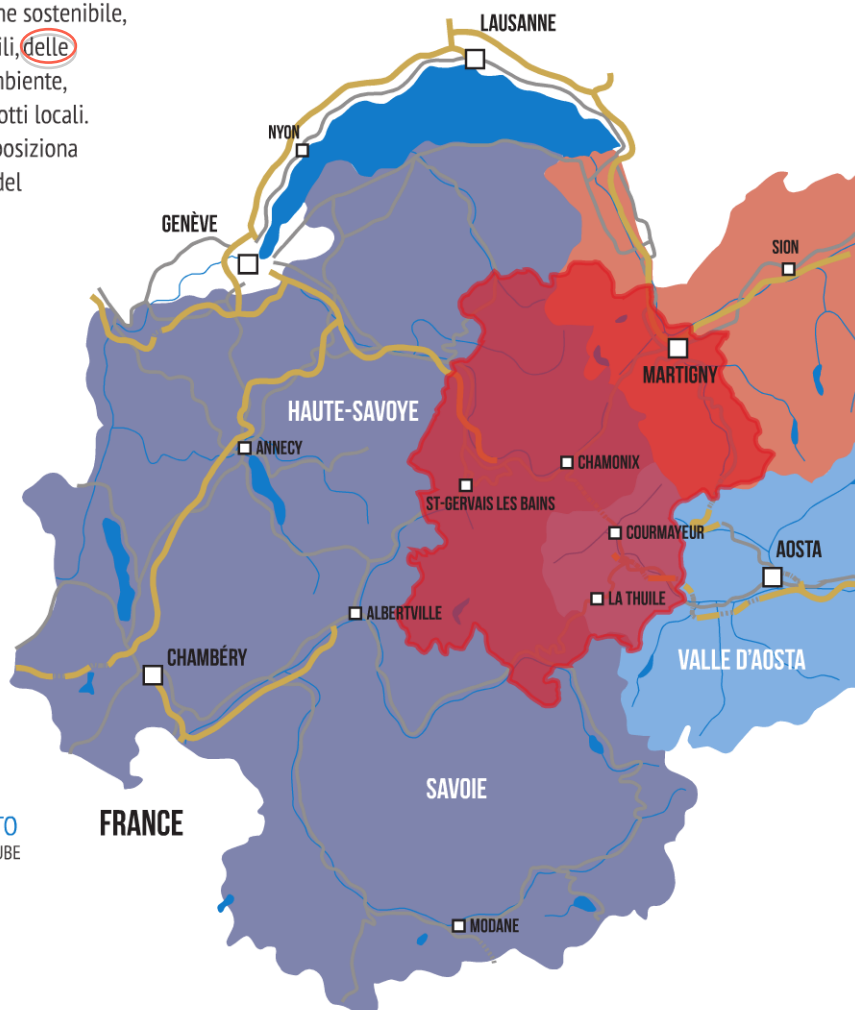 ne sostenibile,
ili, delle
mbiente,
otti locali.
posiziona
del
LAUSANNE
NYON
GENÈVE
SION
MARTIGNY
HAUTE-SAVOYE
ANNECY
CHAMONIX
ST-GERVAIS LES BAINS
COURMAYEUR
AOSTA
LA THUILE
ALBERTVILLE
CHAMBÉRY
VALLE D'AOSTA
SAVOIE
FRANCE
TO
UBE
MODANE